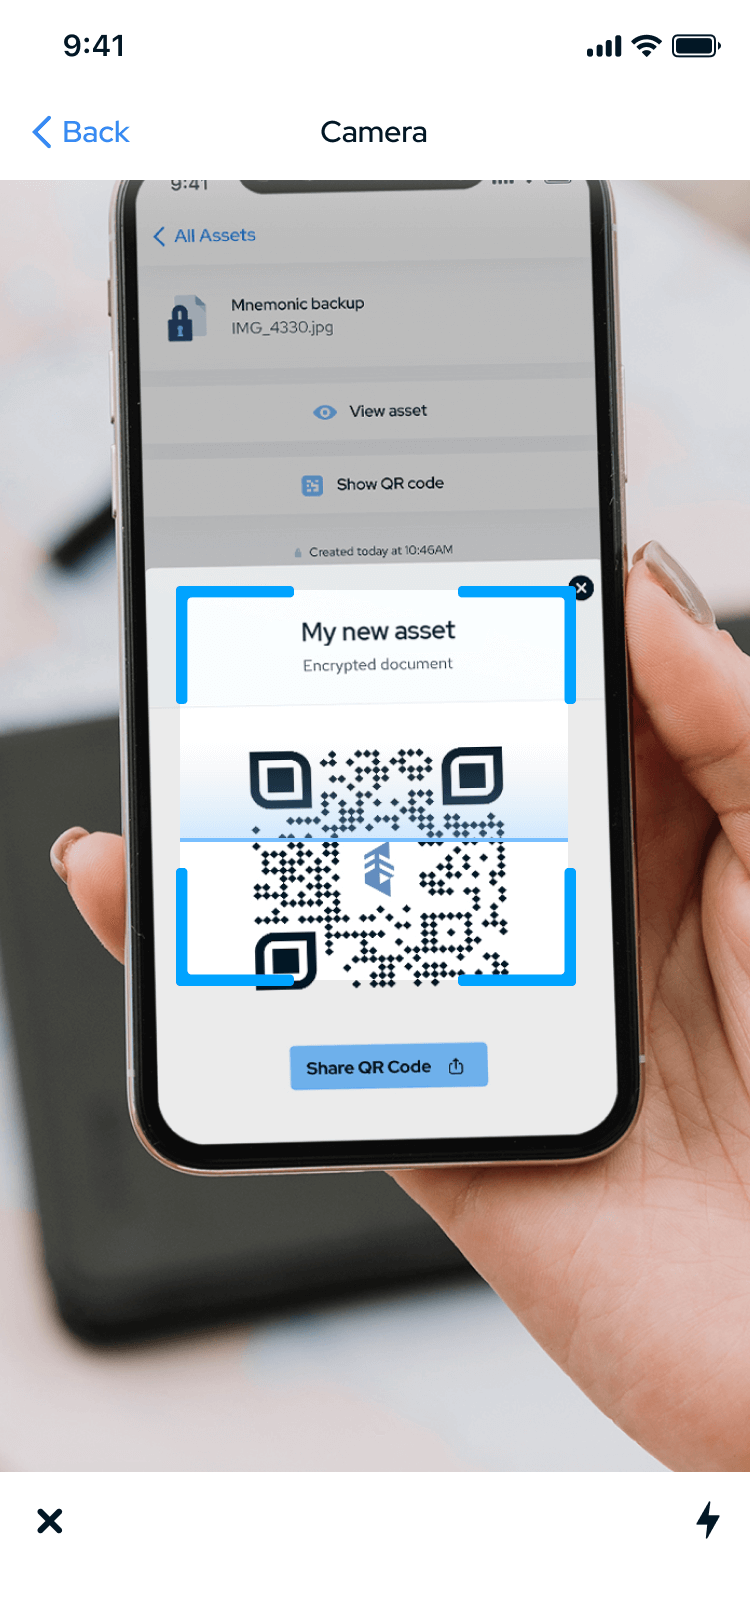 9:41
Back
Camera
9:41
All Assets
Mnemonic backup
IMG_4330.jpg
View asset
Show QR code
Created today at 10:46AM
My new asset
Encrypted document
Share QR Code